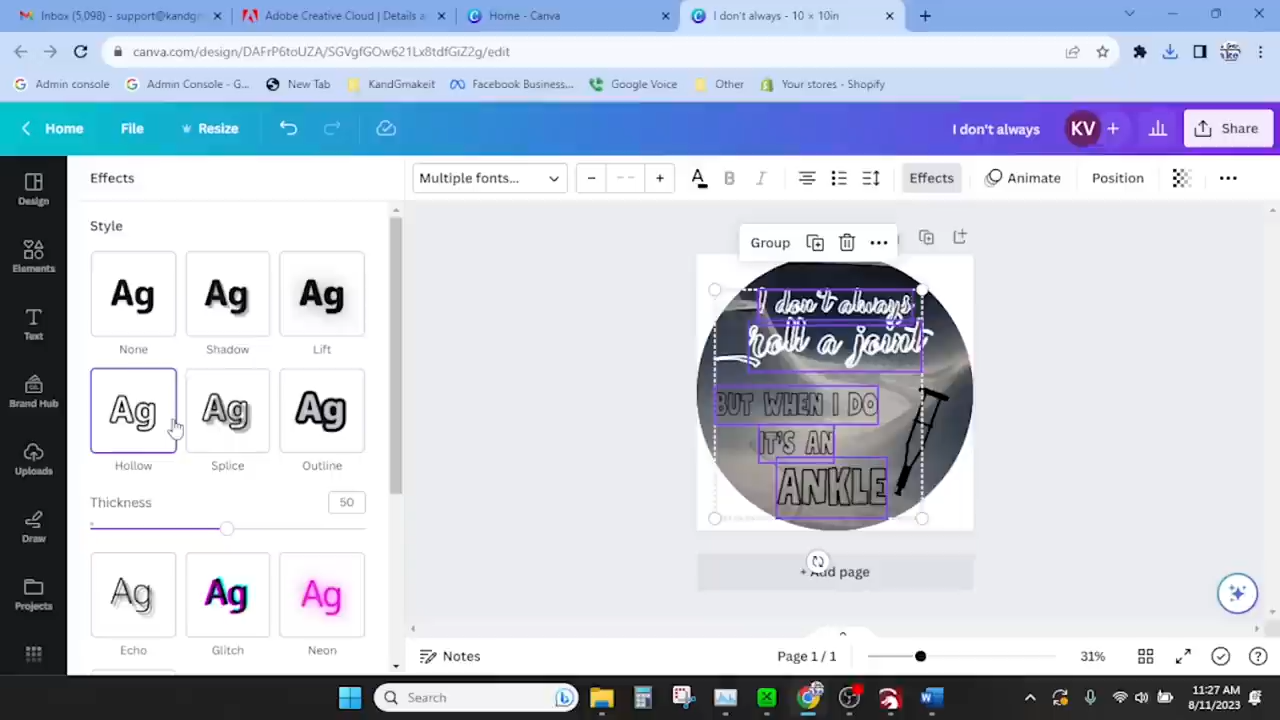 Inbox (5,098) - support@kandgm
Adobe Creative Cloud | Details a
Home - Canva
I don't always - 10 × 10in
canva.com/design/DAFrP6toUZA/SGVgfGOw621Lx8tdfGiZ2g/edit
Admin console
Admin Console - G...
New Tab
KandGmakeit
Facebook Business...
Google Voice
Other
Your stores - Shopify
Home
File
Resize
I don't always
KV
Share
Effects
Multiple fonts...
- -
B
I
Effects
Animate
Position
Design
Elements
Text
Brand Hub
Uploads
Draw
Projects
Style
Ag
None
Ag
Shadow
Ag
Lift
Ag
Hollow
Ag
Splice
Ag
Outline
Thickness
50
Ag
Echo
Ag
Glitch
Ag
Neon
Group
I don't always
roll a joint
BUT WHEN I DO
IT'S AN
ANKLE
+ Add page
Notes
Page 1 / 1
31%
Search
11:27 AM
8/11/2023